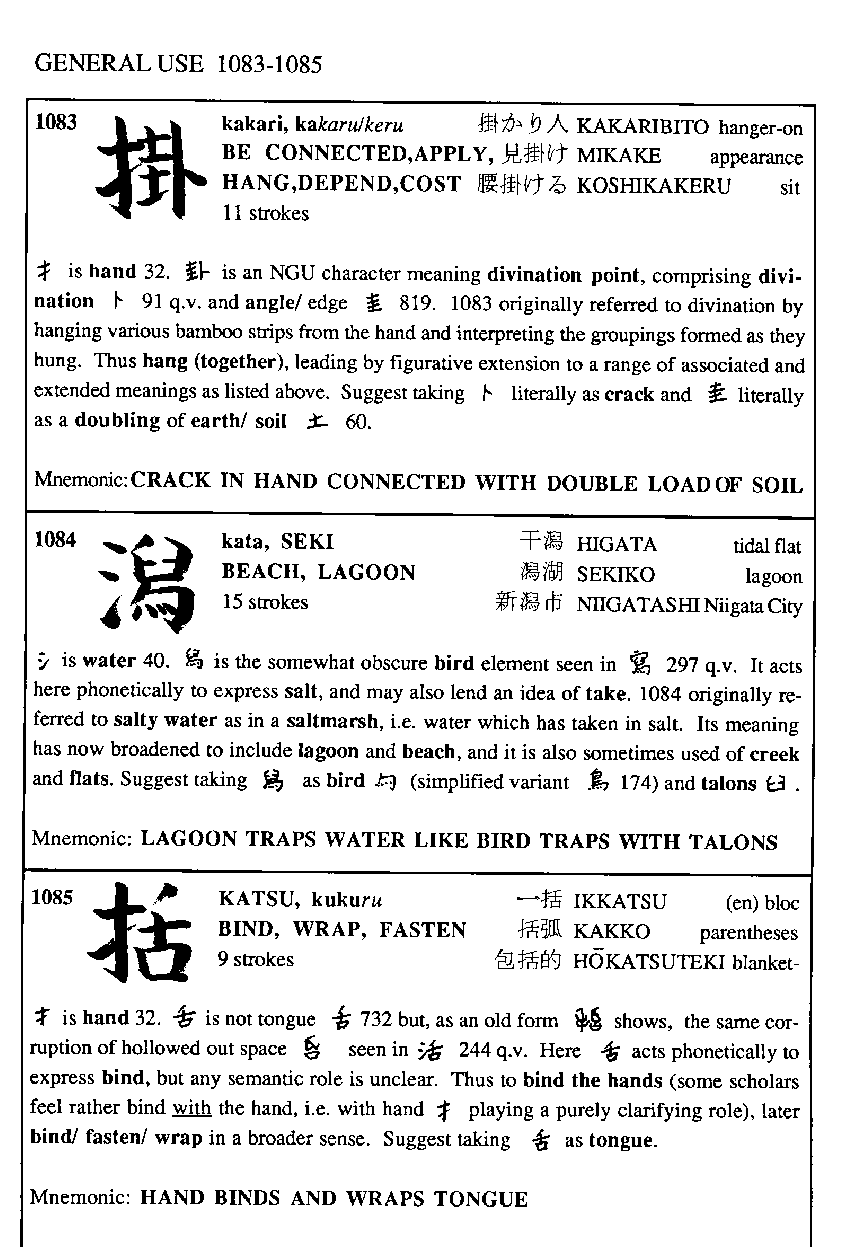 GENERAL USE 1083-1085
1083 掛 kakari, kakaru/keru 掛かり人 KAKARIBITO hanger-on
BE CONNECTED,APPLY, 見掛け MIKAKE appearance
HANG,DEPEND,COST 腰掛ける KOSHIKAKERU sit
11 strokes
扌 is hand 32. 卦 is an NGU character meaning divination point, comprising divi-
nation 卜 91 q.v. and angle/ edge 圭 819. 1083 originally referred to divination by
hanging various bamboo strips from the hand and interpreting the groupings formed as they
hung. Thus hang (together), leading by figurative extension to a range of associated and
extended meanings as listed above. Suggest taking 卜 literally as crack and 圭 literally
as a doubling of earth/ soil 土 60.
Mnemonic: CRACK IN HAND CONNECTED WITH DOUBLE LOAD OF SOIL
1084 潟 kata, SEKI 干潟 HIGATA tidal flat
BEACH, LAGOON 潟湖 SEKIKO lagoon
15 strokes 新潟市 NIIGATASHI Niigata City
氵 is water 40. 舄 is the somewhat obscure bird element seen in 寫 297 q.v. It acts
here phonetically to express salt, and may also lend an idea of take. 1084 originally re-
ferred to salty water as in a saltmarsh, i.e. water which has taken in salt. Its meaning
has now broadened to include lagoon and beach, and it is also sometimes used of creek
and flats. Suggest taking 舄 as bird (simplified variant 鳥 174) and talons 臼 .
Mnemonic: LAGOON TRAPS WATER LIKE BIRD TRAPS WITH TALONS
1085 括 KATSU, kukuru 一括 IKKATSU (en) bloc
BIND, WRAP, FASTEN 括弧 KAKKO parentheses
9 strokes 包括的 HŌKATSUTEKI blanket-
扌 is hand 32. 舌 is not tongue 舌 732 but, as an old form shows, the same cor-
ruption of hollowed out space seen in 活 244 q.v. Here 舌 acts phonetically to
express bind, but any semantic role is unclear. Thus to bind the hands (some scholars
feel rather bind with the hand, i.e. with hand 扌 playing a purely clarifying role), later
bind/ fasten/ wrap in a broader sense. Suggest taking 舌 as tongue.
Mnemonic: HAND BINDS AND WRAPS TONGUE